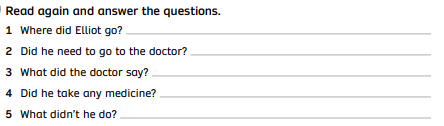 Read again and answer the questions.
1 Where did Elliot go?
2 Did he need to go to the doctor?
3 What did the doctor say?
4 Did he take any medicine?
5 What didn't he do?